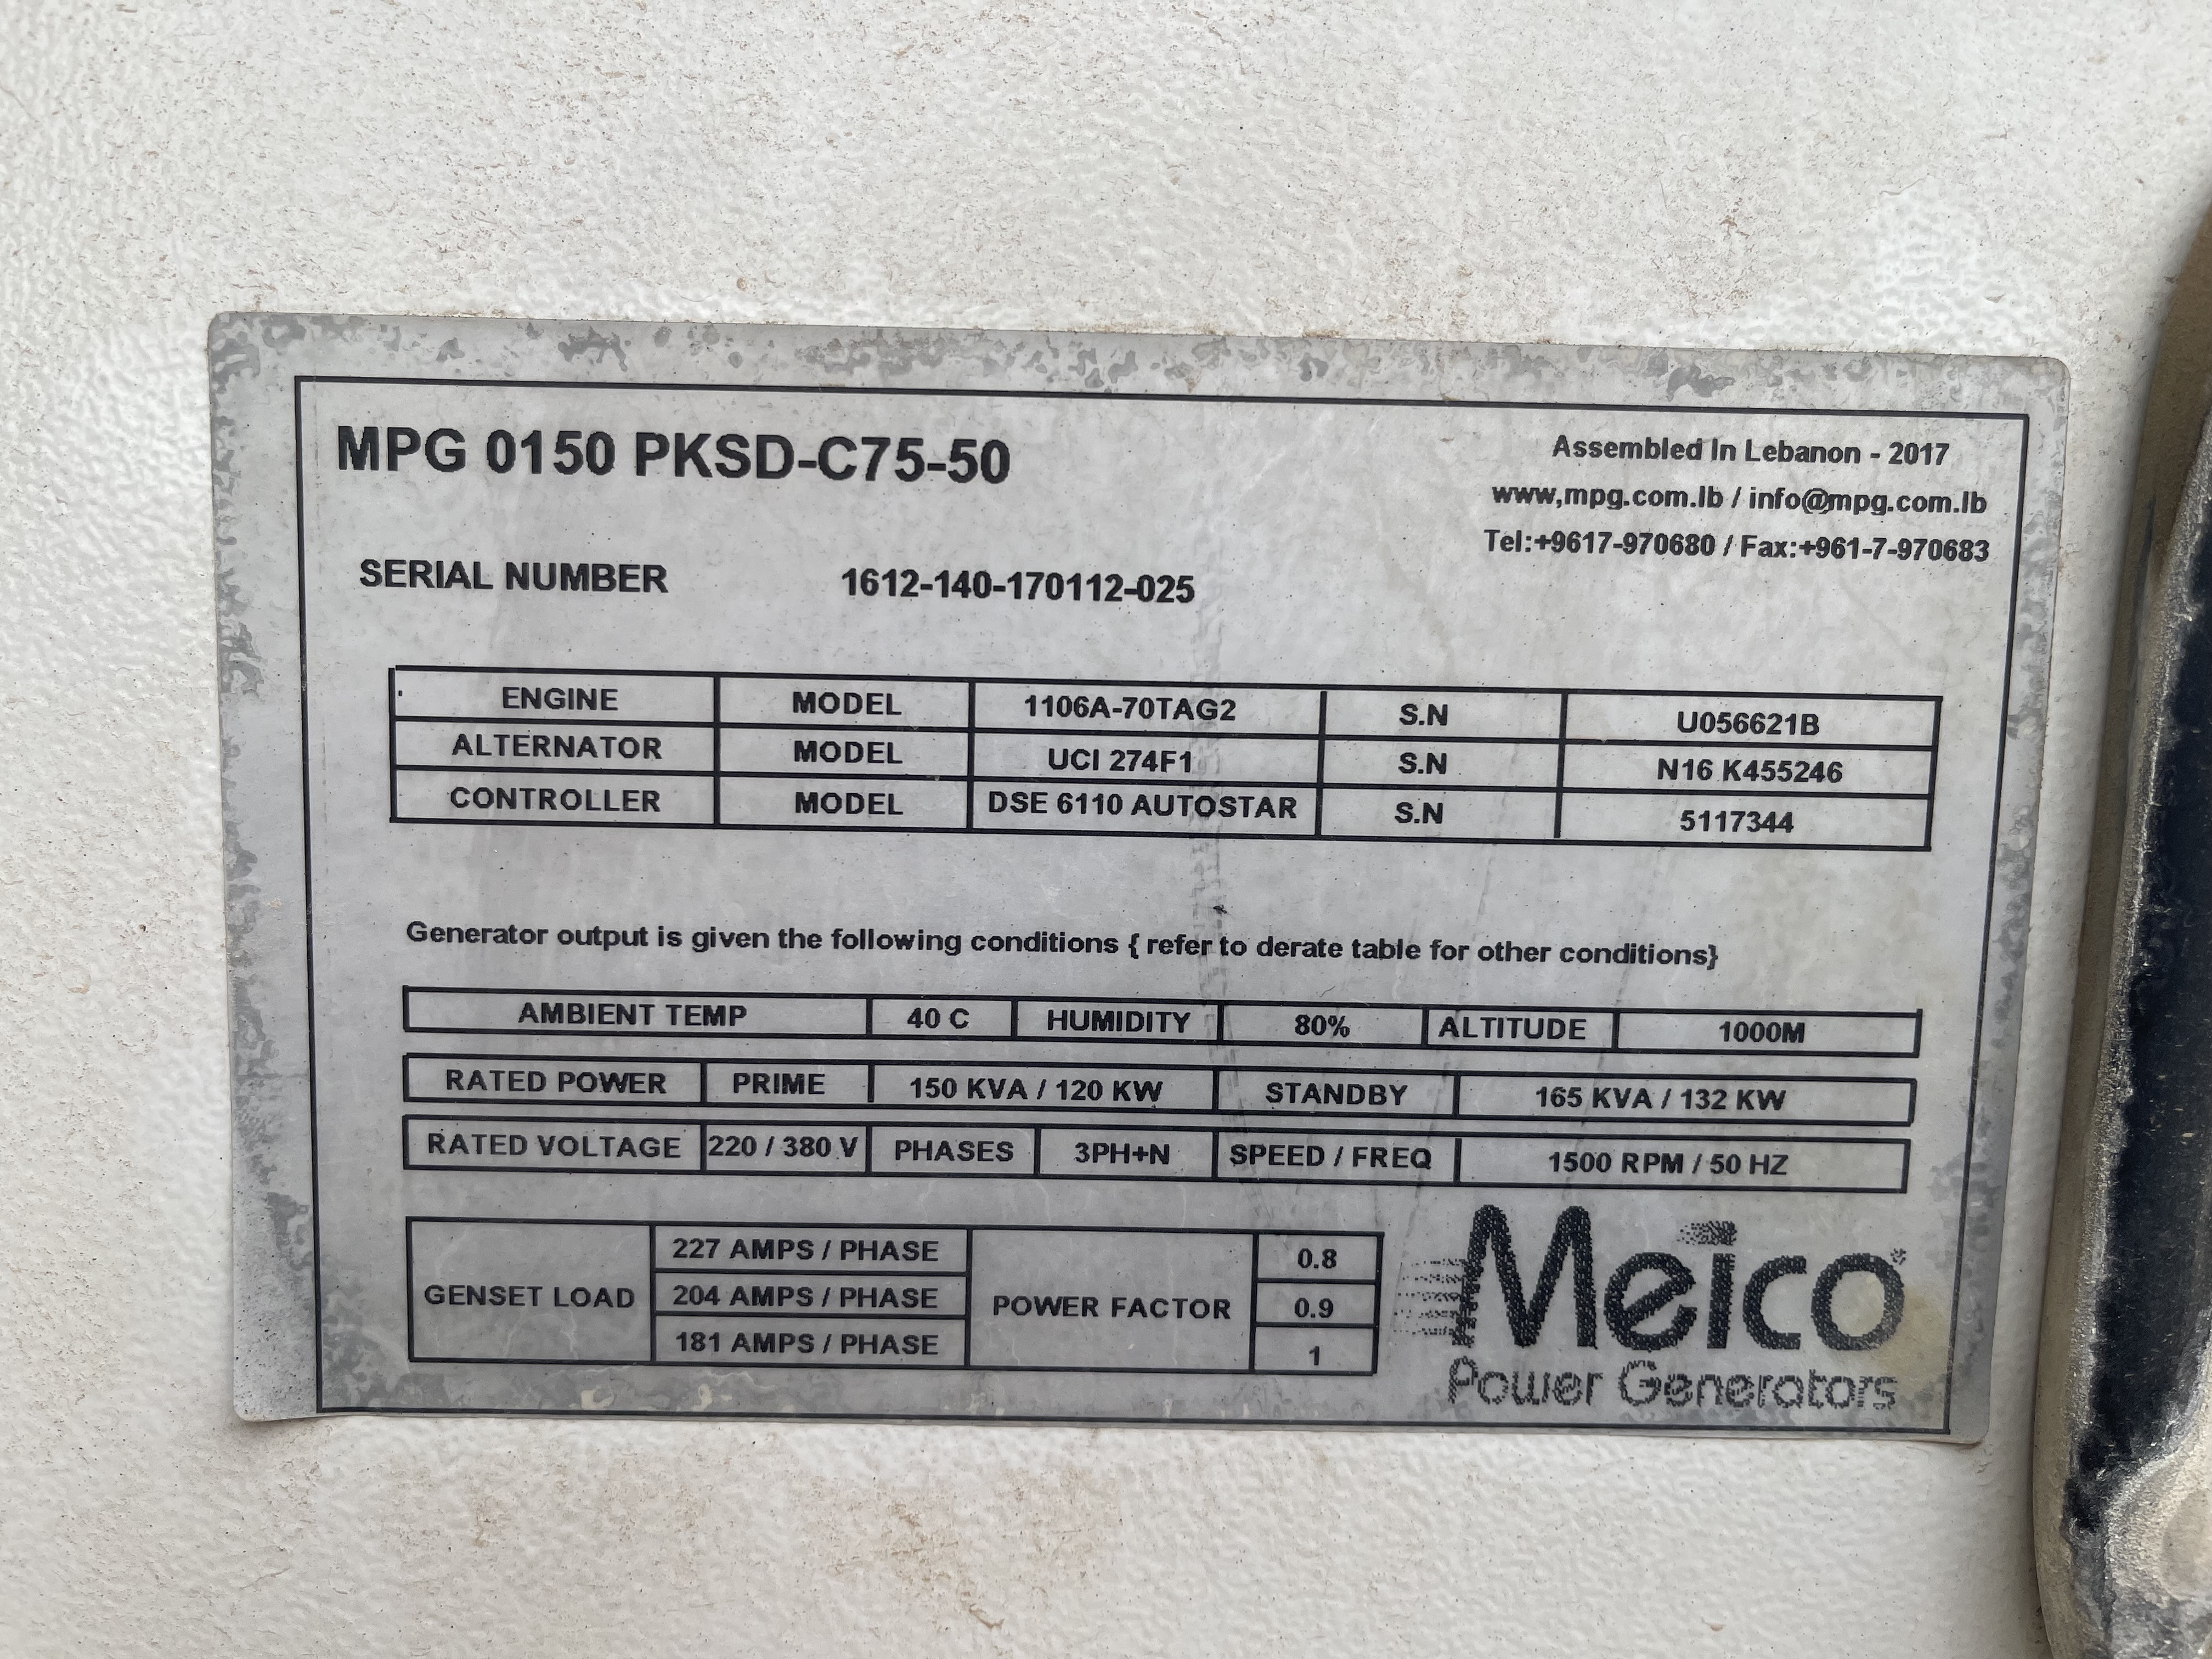 MPG 0150 PKSD-C75-50
Assembled In Lebanon - 2017
www,mpg.com.lb / info@mpg.com.lb
Tel:+9617-970680 / Fax:+961-7-970683
SERIAL NUMBER 1612-140-170112-025
ENGINE MODEL 1106A-70TAG2 S.N U056621B
ALTERNATOR MODEL UCI 274F1 S.N N16 K455246
CONTROLLER MODEL DSE 6110 AUTOSTAR S.N 5117344
Generator output is given the following conditions { refer to derate table for other conditions}
AMBIENT TEMP 40 C HUMIDITY 80% ALTITUDE 1000M
RATED POWER PRIME 150 KVA / 120 KW STANDBY 165 KVA / 132 KW
RATED VOLTAGE 220 / 380 V PHASES 3PH+N SPEED / FREQ 1500 RPM / 50 HZ
GENSET LOAD
227 AMPS / PHASE
204 AMPS / PHASE
181 AMPS / PHASE
POWER FACTOR
0.8
0.9
1
Meico
Power Generators